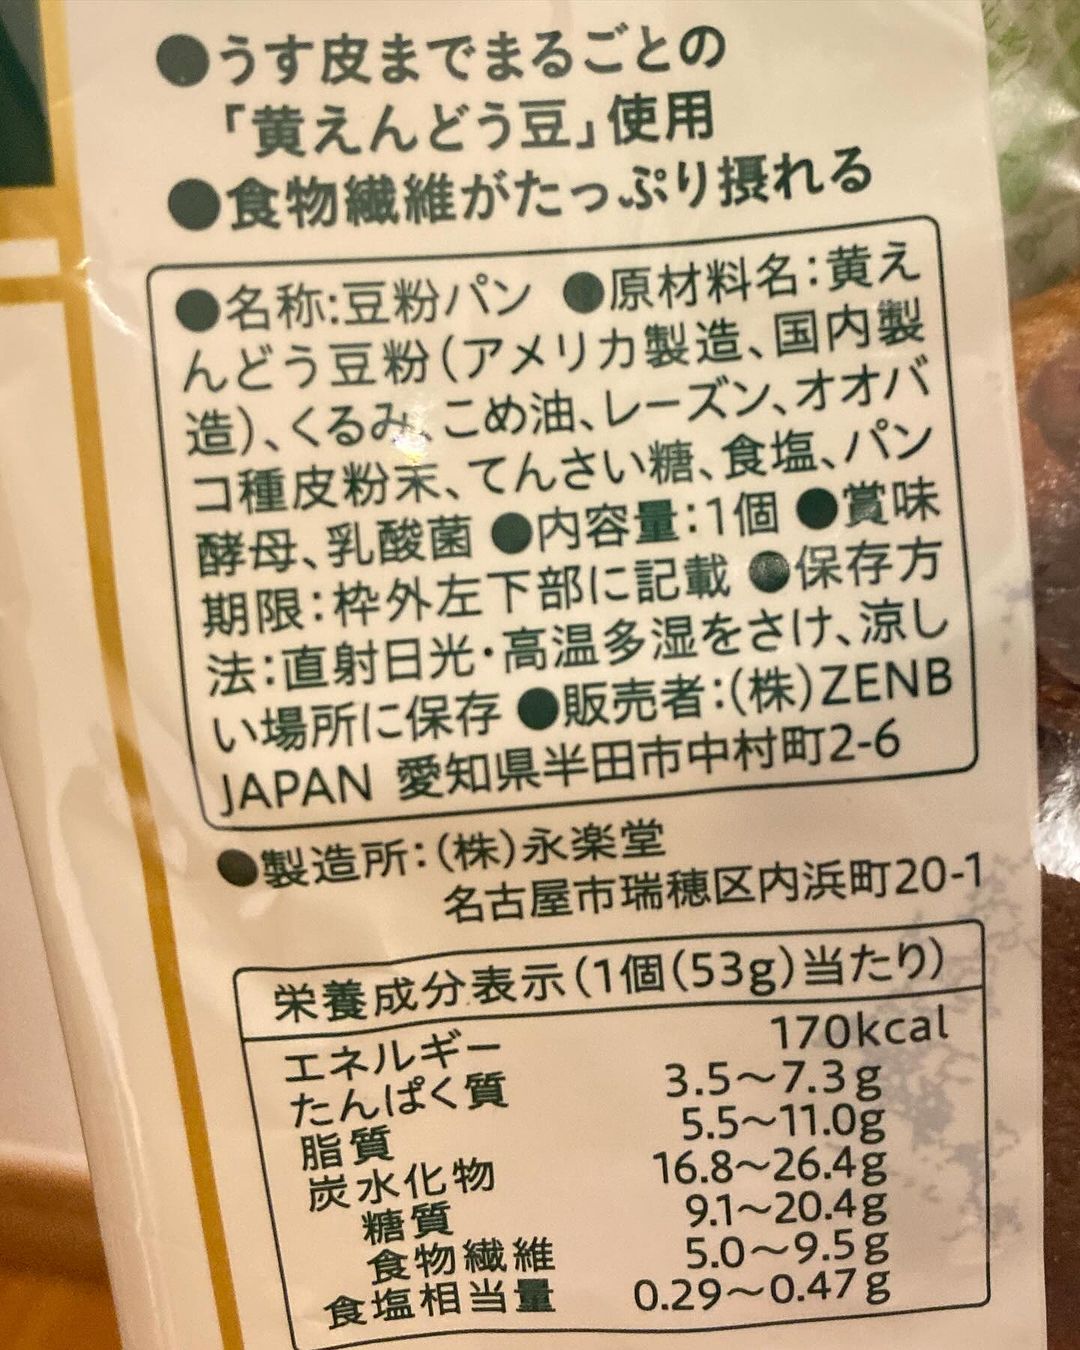 ●うす皮までまるごとの
「黄えんどう豆」使用
●食物繊維がたっぷり摂れる
●名称:豆粉パン ●原材料名:黄え
んどう豆粉(アメリカ製造、国内製
造)、くるみ、こめ油、レーズン、オオバ
コ種皮粉末、てんさい糖、食塩、パン
酵母、乳酸菌 ●内容量:1個 ●賞味
期限:枠外左下部に記載 ●保存方
法:直射日光・高温多湿をさけ、涼し
い場所に保存 ●販売者:(株)ZENB
JAPAN 愛知県半田市中村町2-6
●製造所:(株)永楽堂
名古屋市瑞穂区内浜町20-1
栄養成分表示(1個(53g)当たり)
エネルギー 170kcal
たんぱく質 3.5～7.3g
脂質 5.5～11.0g
炭水化物 16.8～26.4g
糖質 9.1～20.4g
食物繊維 5.0～9.5g
食塩相当量 0.29～0.47g